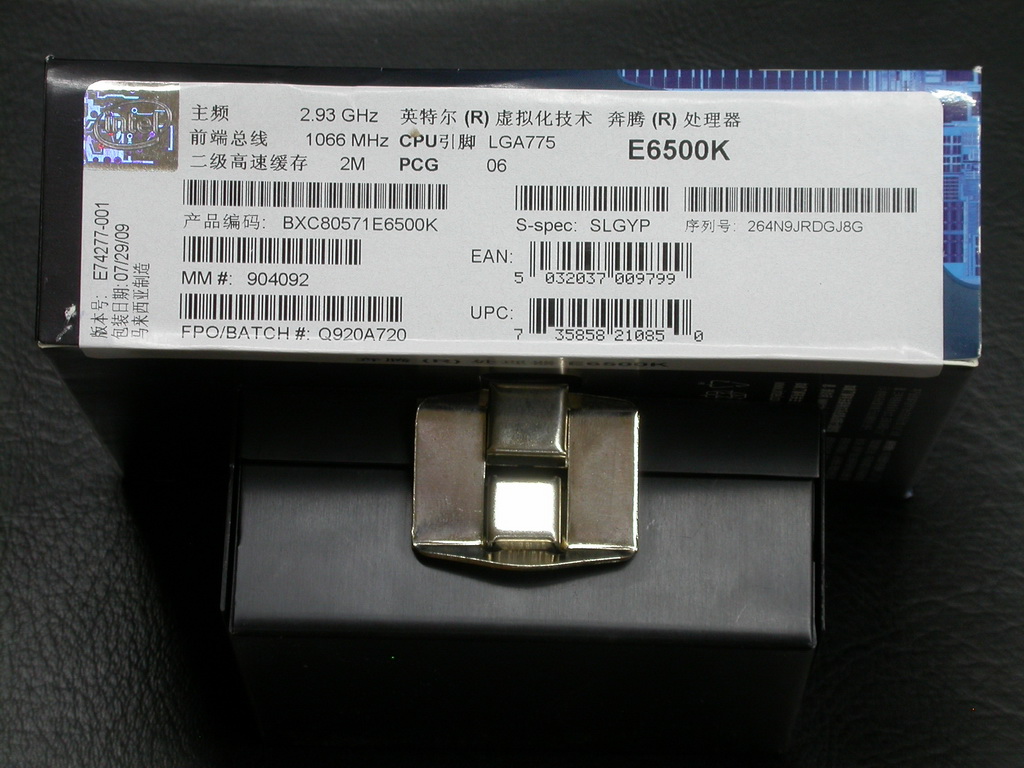 intel
主频 2.93 GHz 英特尔 (R) 虚拟化技术 奔腾 (R) 处理器
前端总线 1066 MHz CPU引脚 LGA775 E6500K
二级高速缓存 2M PCG 06
产品编码: BXC80571E6500K S-spec: SLGYP 序列号: 264N9JRDGJ8G
EAN: 5 032037 009799
MM #: 904092
UPC: 7 35858 21085 0
FPO/BATCH #: Q920A720
版本号: E74277-001
包装日期: 07/29/09
马来西亚制造